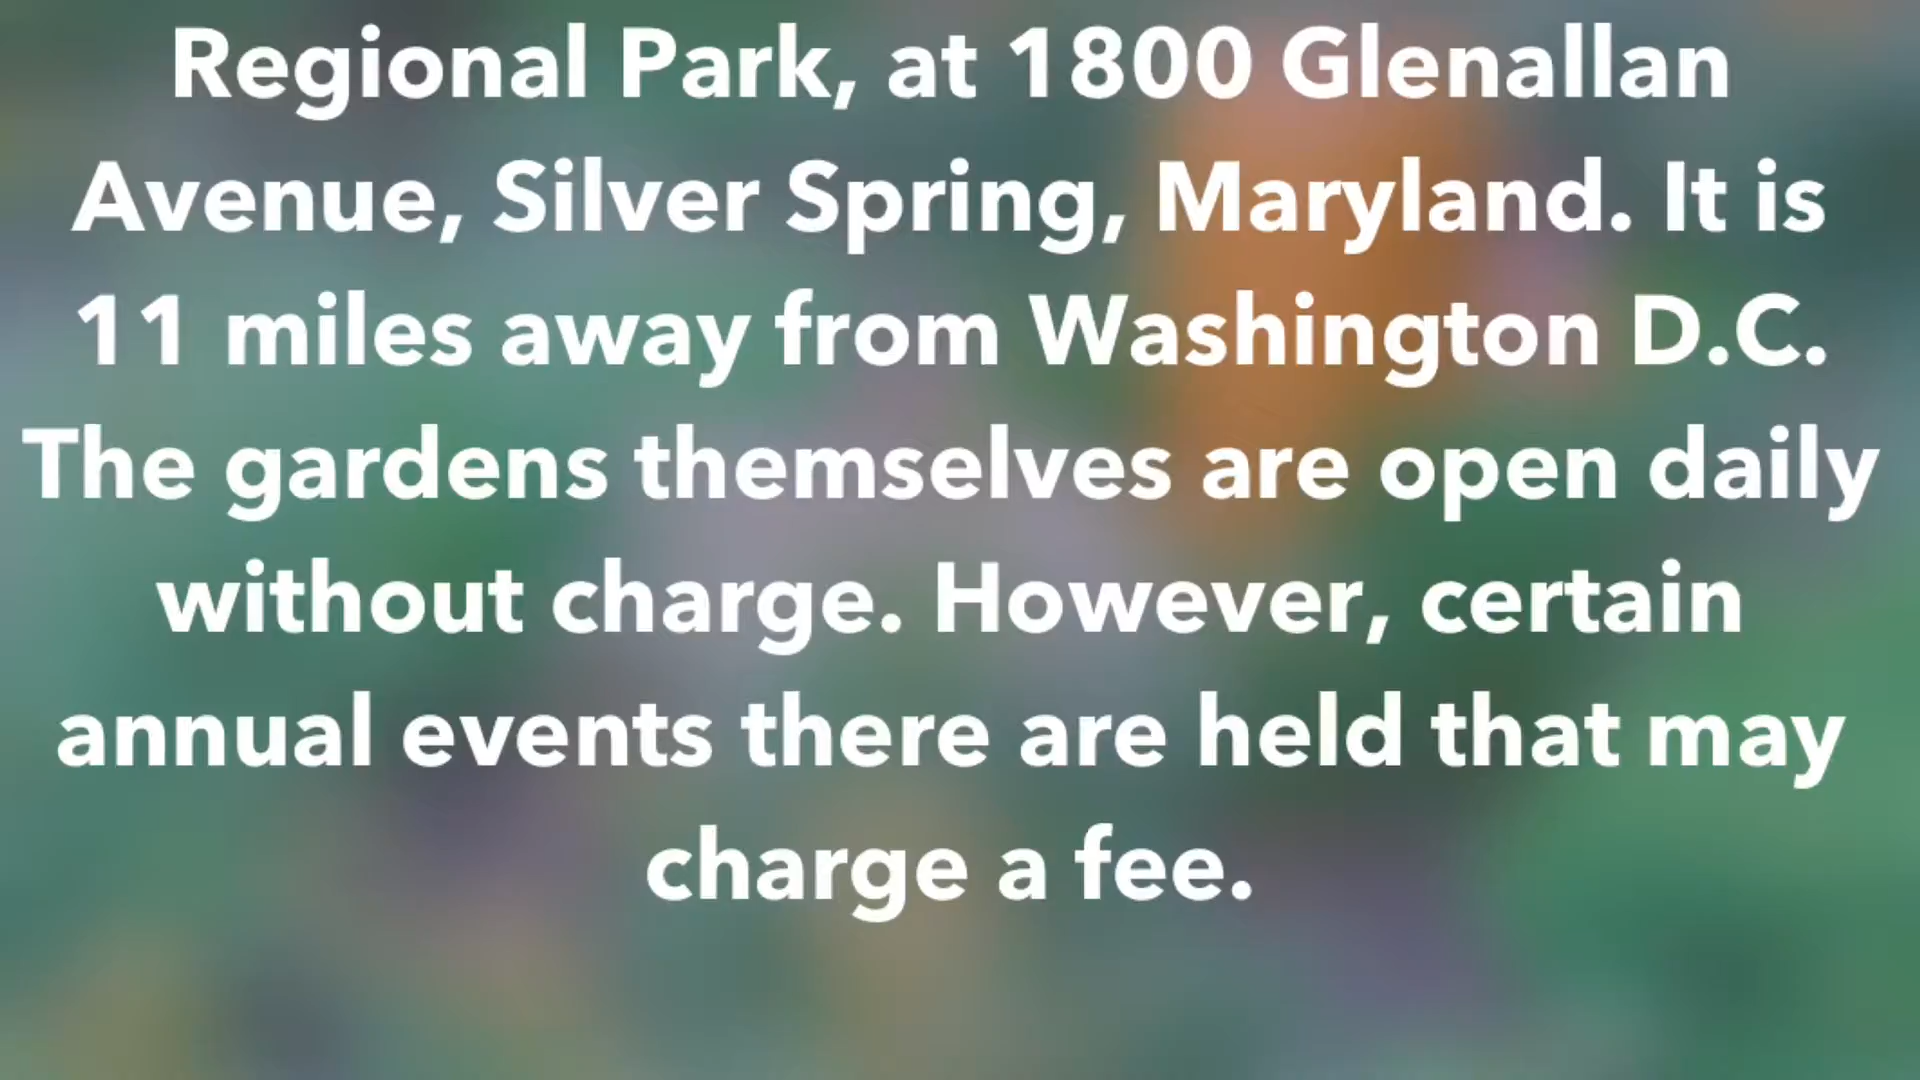 Regional Park, at 1800 Glenallan
Avenue, Silver Spring, Maryland. It is
11 miles away from Washington D.C.
The gardens themselves are open daily
without charge. However, certain
annual events there are held that may
charge a fee.